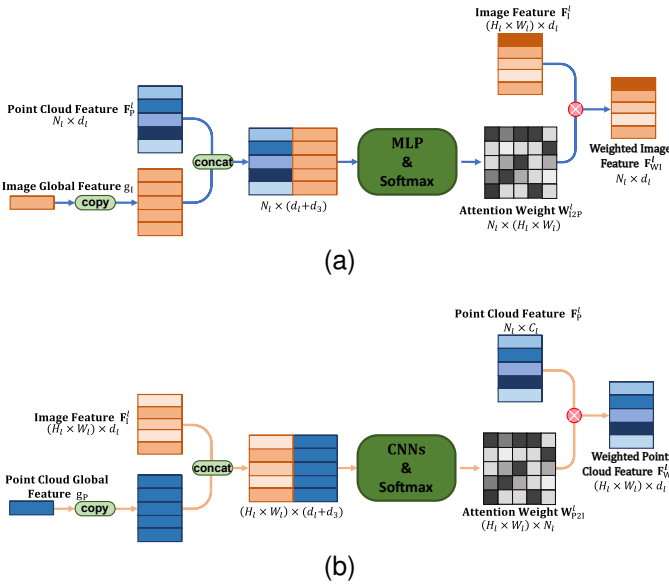 Image Feature F_I^l
(H_l × W_l) × d_l
Point Cloud Feature F_P^l
N_l × d_l
concat
MLP
&
Softmax
Weighted Image
Feature F_WI^l
N_l × d_l
Image Global Feature g_I
copy
N_l × (d_l+d_3)
Attention Weight W_I2P^l
N_l × (H_l × W_l)
(a)
Point Cloud Feature F_P^l
N_l × C_l
Image Feature F_I^l
(H_l × W_l) × d_l
concat
CNNs
&
Softmax
Weighted Point
Cloud Feature F_W^l
(H_l × W_l) × d_l
Point Cloud Global
Feature g_P
copy
(H_l × W_l) × (d_l+d_3)
Attention Weight W_P2I^l
(H_l × W_l) × N_l
(b)